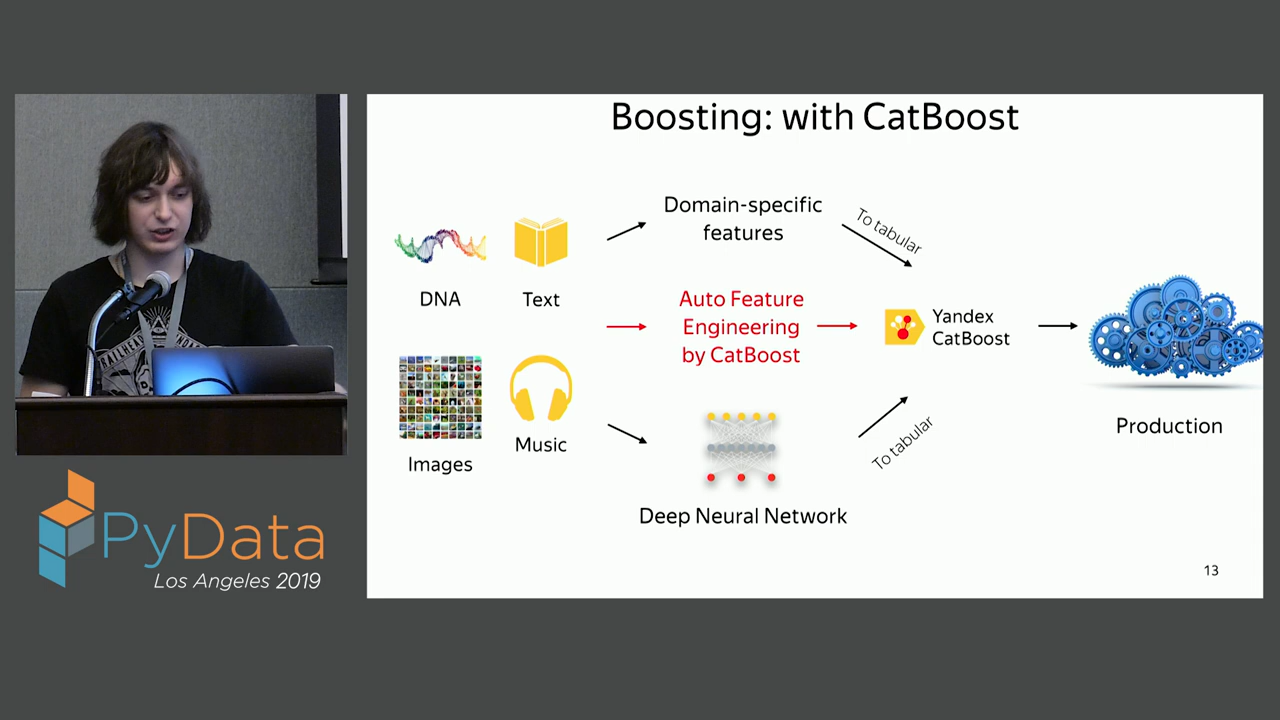 Boosting: with CatBoost
Domain-specific
features
To tabular
DNA
Text
Auto Feature
Engineering
by CatBoost
Yandex
CatBoost
Images
Music
To tabular
Production
Deep Neural Network
13
PyData
Los Angeles 2019